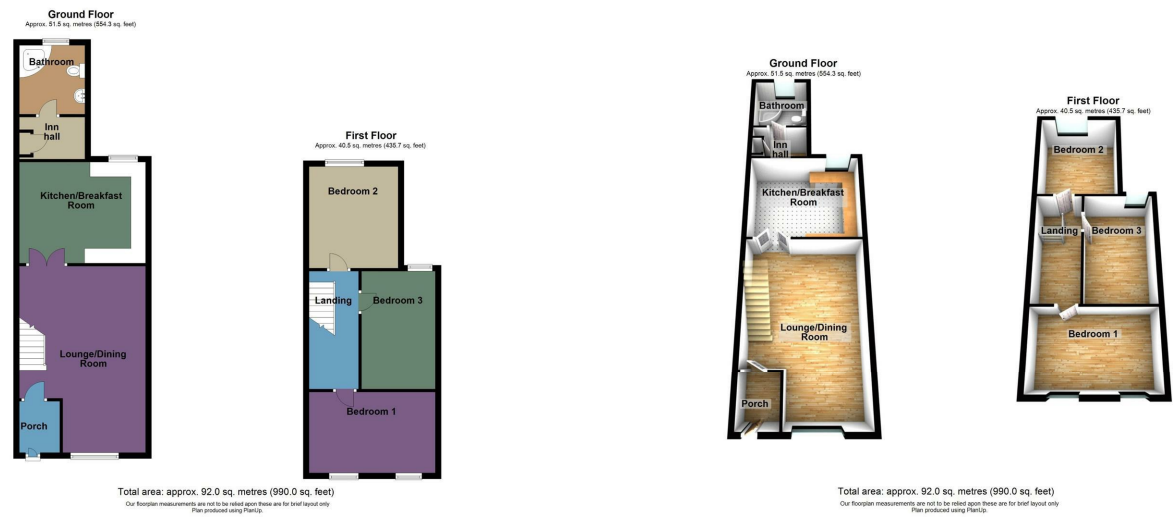 Ground Floor
Approx. 51.5 sq. metres (554.3 sq. feet)
Bathroom
Inn
hall
Kitchen/Breakfast
Room
Lounge/Dining
Room
Porch
First Floor
Approx. 40.5 sq. metres (435.7 sq. feet)
Bedroom 2
Landing
Bedroom 3
Bedroom 1
Total area: approx. 92.0 sq. metres (990.0 sq. feet)
Our floorplan measurements are not to be relied apon these are for brief layout only
Plan produced using PlanUp.
Ground Floor
Approx. 51.5 sq. metres (554.3 sq. feet)
Bathroom
Inn
hall
Kitchen/Breakfast
Room
Lounge/Dining
Room
Porch
First Floor
Approx. 40.5 sq. metres (435.7 sq. feet)
Bedroom 2
Landing
Bedroom 3
Bedroom 1
Total area: approx. 92.0 sq. metres (990.0 sq. feet)
Our floorplan measurements are not to be relied apon these are for brief layout only
Plan produced using PlanUp.